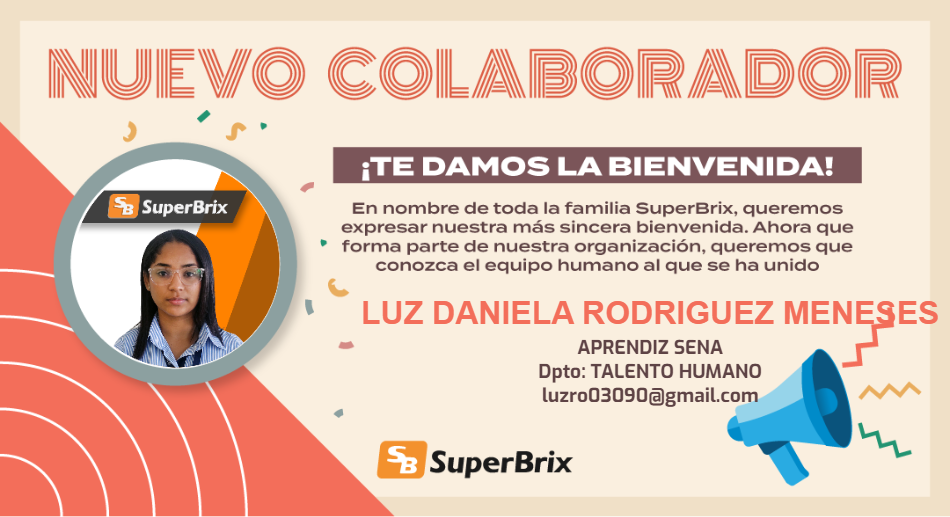 NUEVO COLABORADOR
¡TE DAMOS LA BIENVENIDA!
SB SuperBrix
En nombre de toda la familia SuperBrix, queremos
expresar nuestra más sincera bienvenida. Ahora que
forma parte de nuestra organización, queremos que
conozca el equipo humano al que se ha unido
LUZ DANIELA RODRIGUEZ MENESES
APRENDIZ SENA
Dpto: TALENTO HUMANO
luzro03090@gmail.com
SB SuperBrix